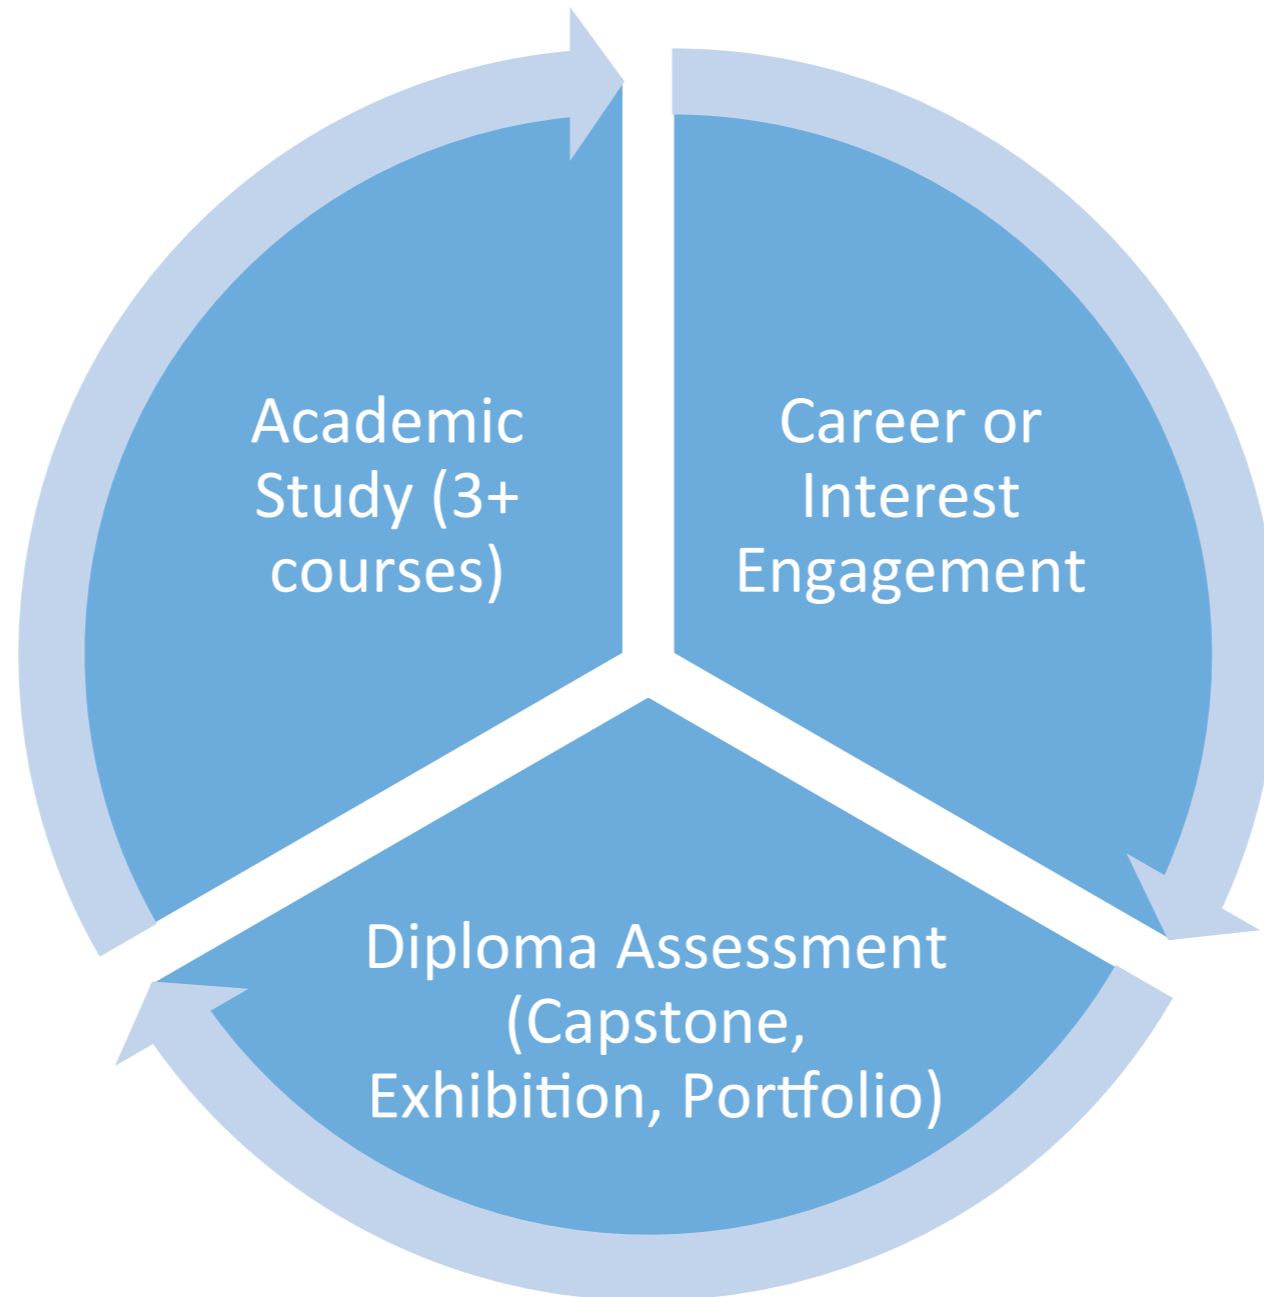 Academic
Study (3+
courses)
Career or
Interest
Engagement
Diploma Assessment
(Capstone,
Exhibition, Portfolio)